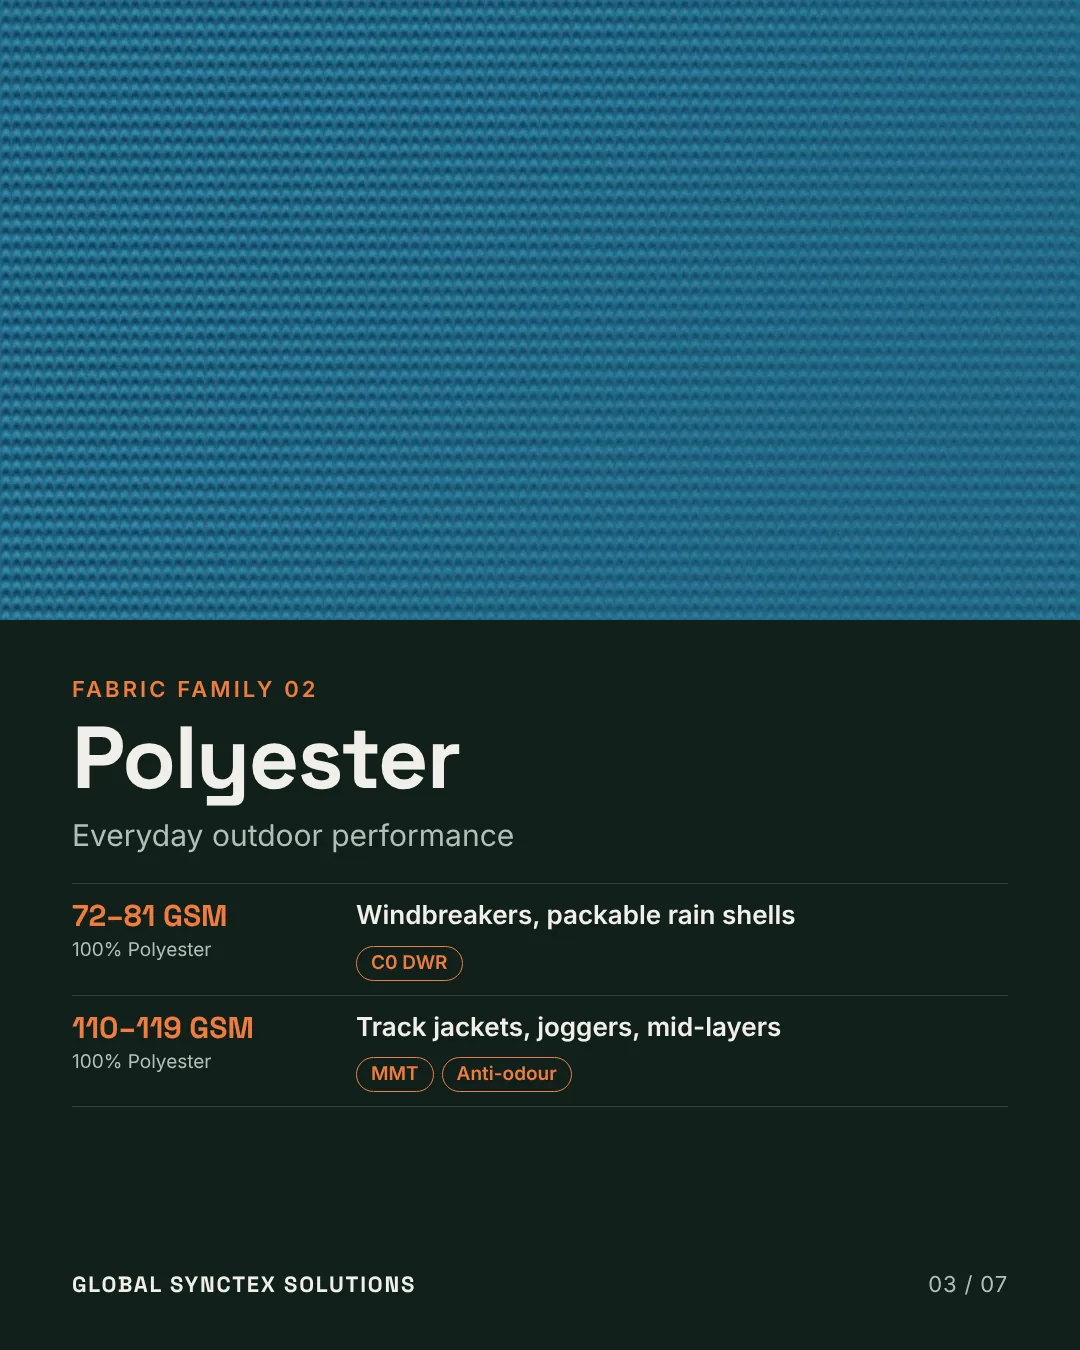 FABRIC FAMILY 02
Polyester
Everyday outdoor performance
72–81 GSM
Windbreakers, packable rain shells
100% Polyester
C0 DWR
110–119 GSM
Track jackets, joggers, mid-layers
100% Polyester
MMT
Anti-odour
GLOBAL SYNCTEX SOLUTIONS
03 / 07